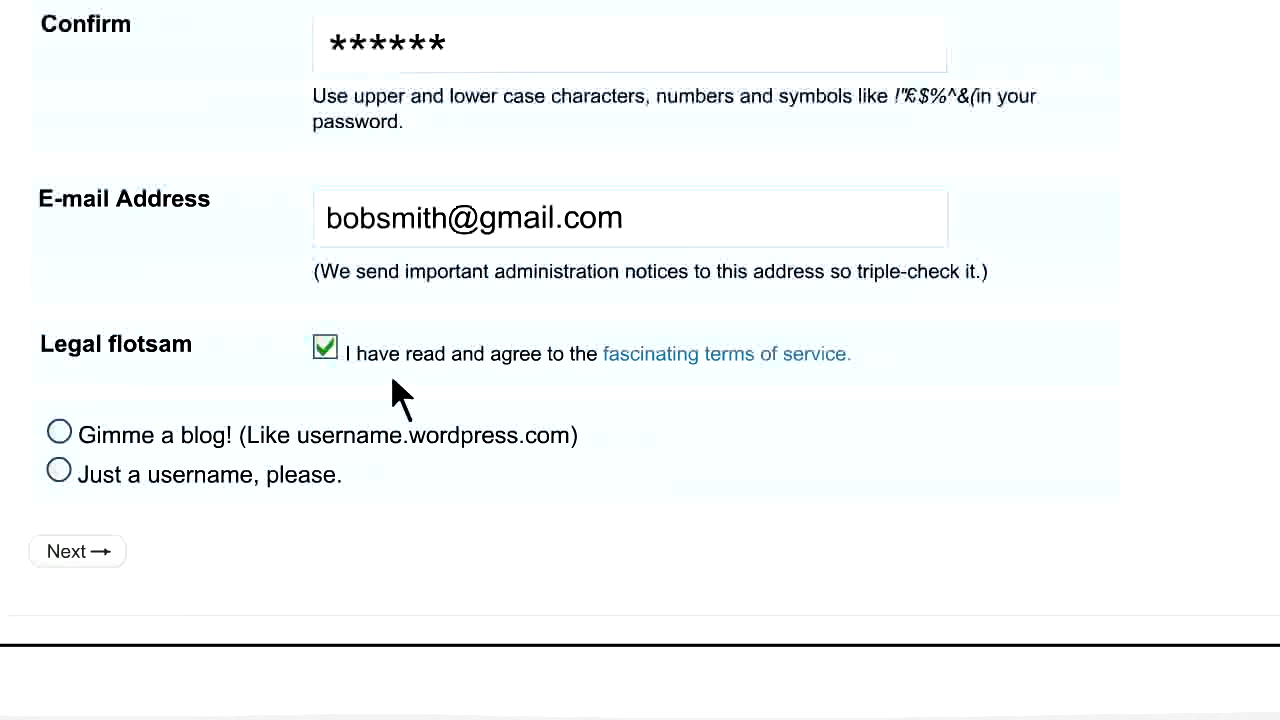 Confirm
******
Use upper and lower case characters, numbers and symbols like !"£$%^&(in your
password.
E-mail Address
bobsmith@gmail.com
(We send important administration notices to this address so triple-check it.)
Legal flotsam
I have read and agree to the fascinating terms of service.
Gimme a blog! (Like username.wordpress.com)
Just a username, please.
Next →